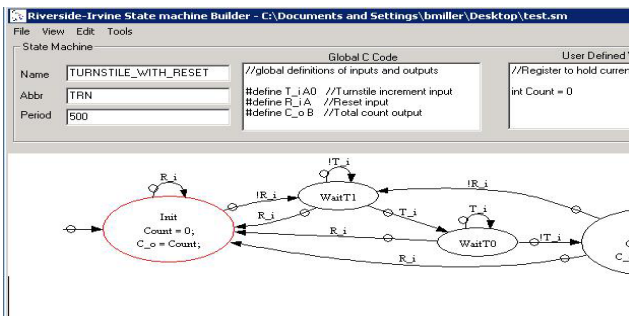 Riverside-Irvine State machine Builder - C:\Documents and Settings\bmiller\Desktop\test.sm
File View Edit Tools
State Machine
Name
TURNSTILE_WITH_RESET
Abbr
TRN
Period
500
Global C Code
//global definitions of inputs and outputs
#define T_i A0 //Turnstile increment input
#define R_i A //Reset input
#define C_o B //Total count output
User Defined
//Register to hold curren
int Count = 0
R_i
!T_i
!R_i
WaitT1
!R_i
Init
Count = 0;
C_o = Count;
R_i
T_i
T_i
R_i
WaitT0
!T_i
R_i
C
C_